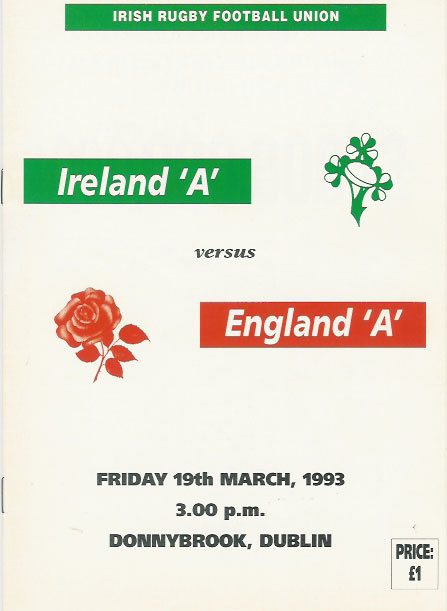 IRISH RUGBY FOOTBALL UNION
Ireland 'A'
versus
England 'A'
FRIDAY 19th MARCH, 1993
3.00 p.m.
DONNYBROOK, DUBLIN
PRICE:
£1